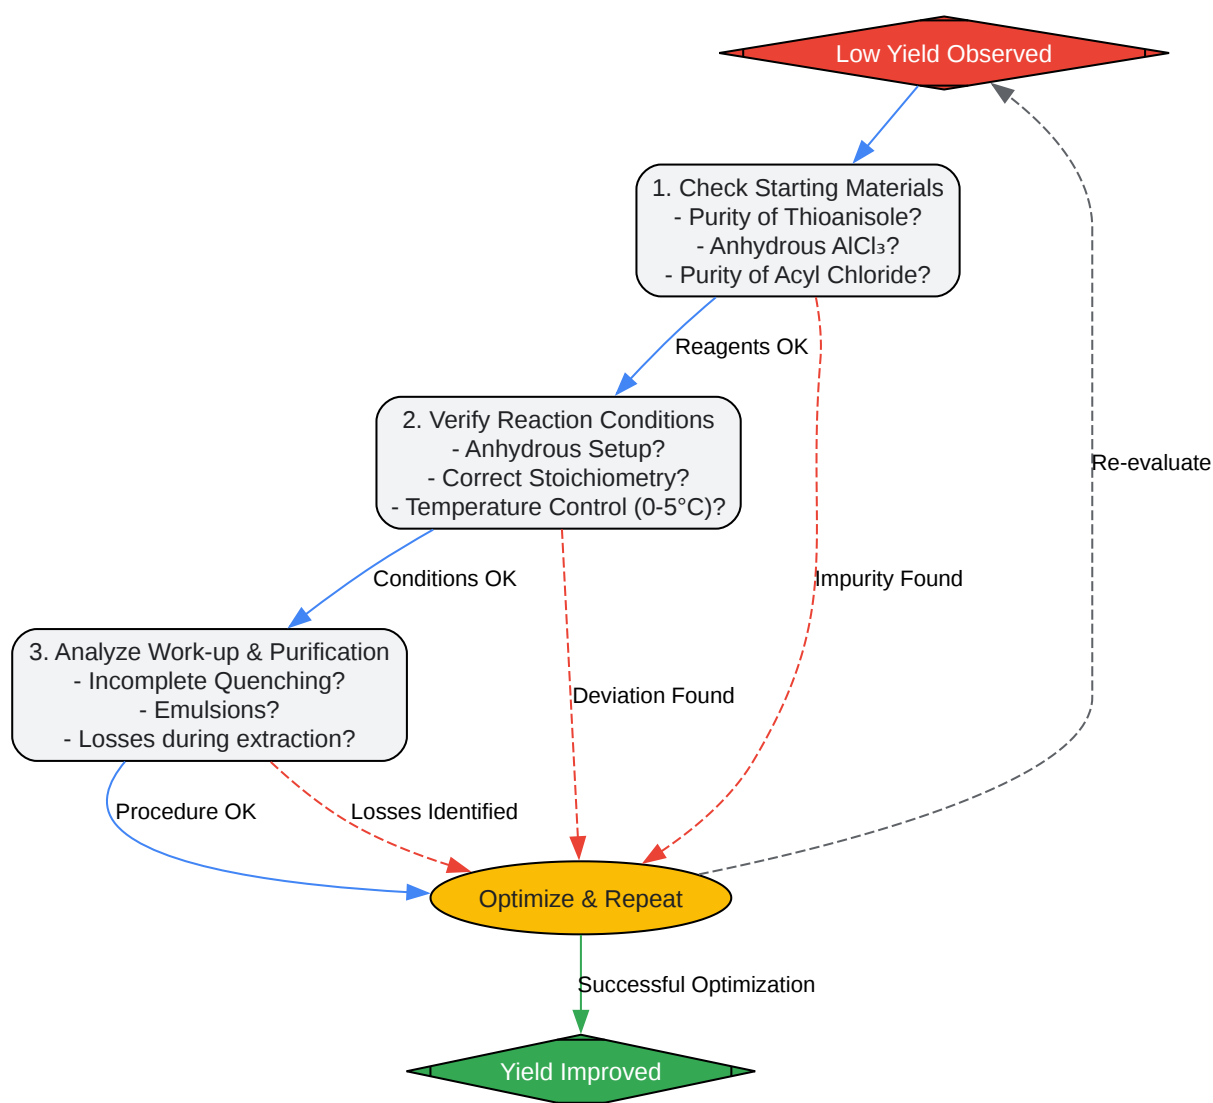 Low Yield Observed
1. Check Starting Materials
- Purity of Thioanisole?
- Anhydrous AlCl₃?
- Purity of Acyl Chloride?
Reagents OK
2. Verify Reaction Conditions
- Anhydrous Setup?
- Correct Stoichiometry?
- Temperature Control (0-5°C)?
Re-evaluate
Conditions OK
Impurity Found
3. Analyze Work-up & Purification
- Incomplete Quenching?
- Emulsions?
- Losses during extraction?
Deviation Found
Procedure OK
Losses Identified
Optimize & Repeat
Successful Optimization
Yield Improved